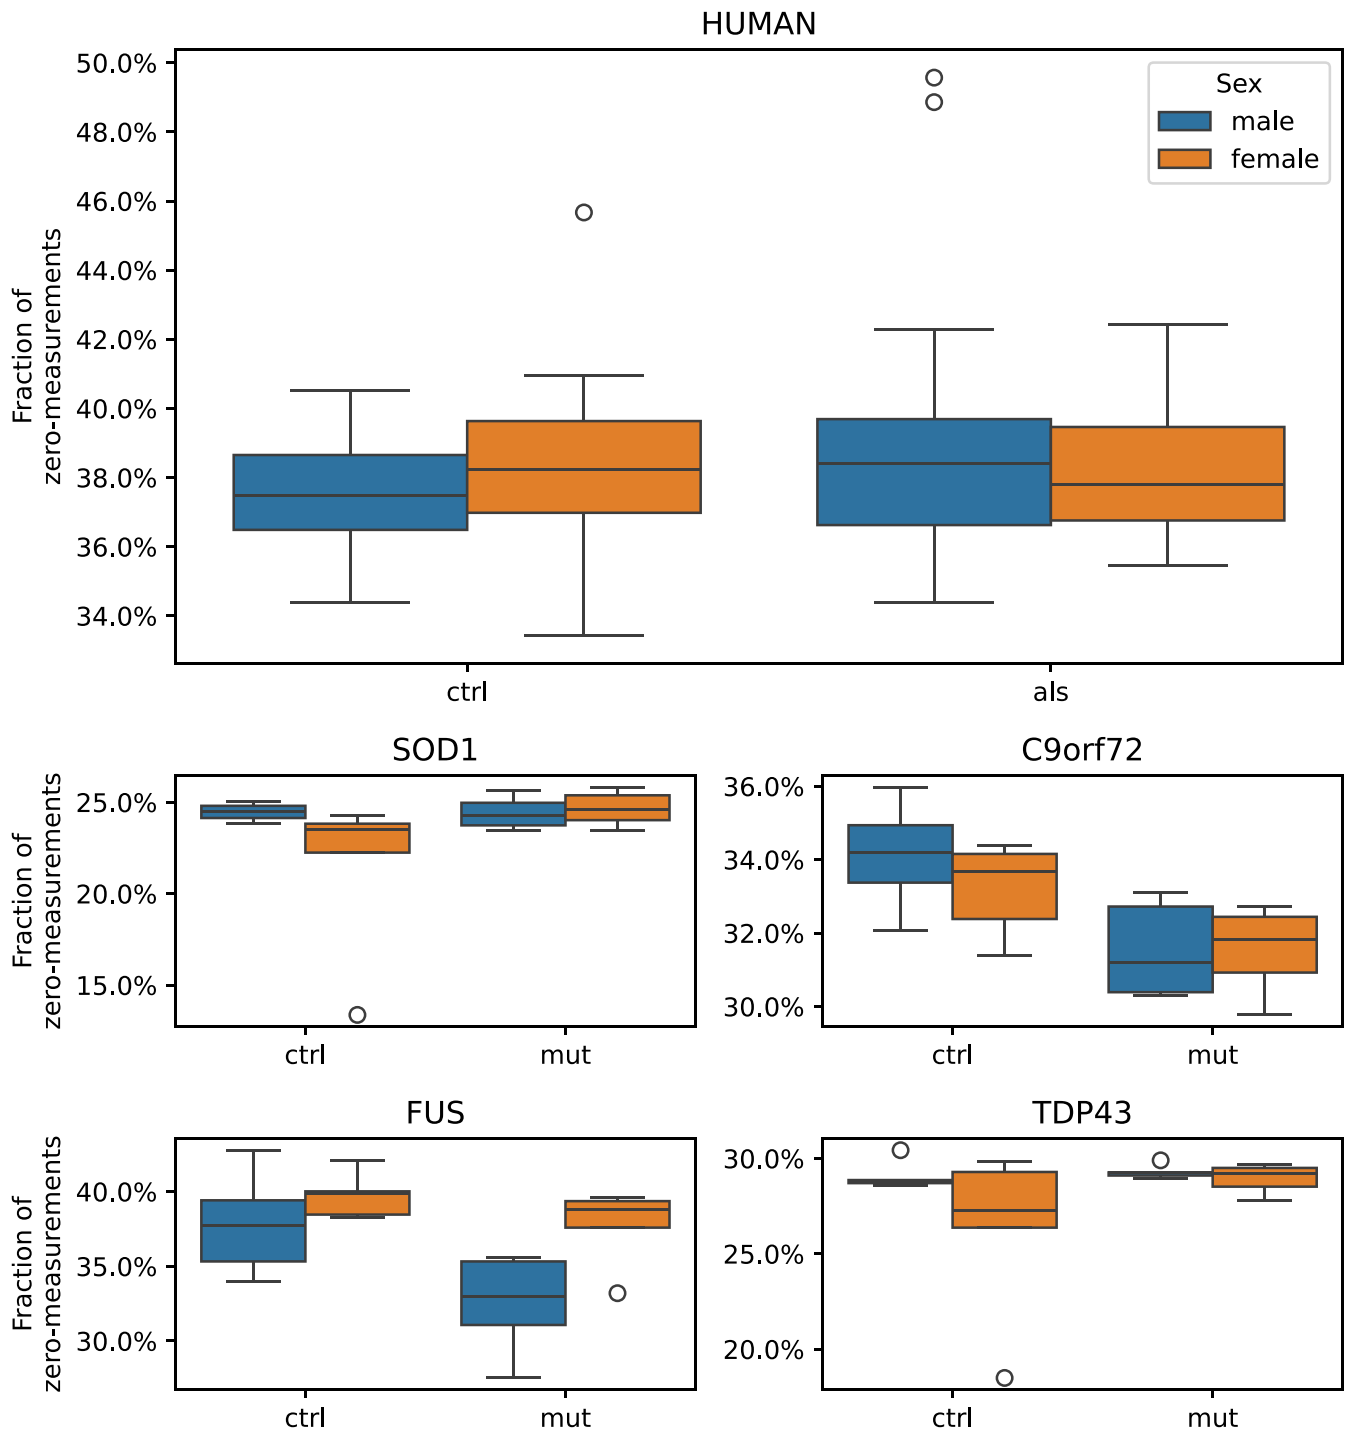 HUMAN
50.0%
48.0%
46.0%
44.0%
42.0%
40.0%
38.0%
36.0%
34.0%
Fraction of
zero-measurements
Sex
male
female
ctrl
als
SOD1
25.0%
20.0%
15.0%
Fraction of
zero-measurements
ctrl
mut
C9orf72
36.0%
34.0%
32.0%
30.0%
ctrl
mut
FUS
40.0%
35.0%
30.0%
Fraction of
zero-measurements
ctrl
mut
TDP43
30.0%
25.0%
20.0%
ctrl
mut